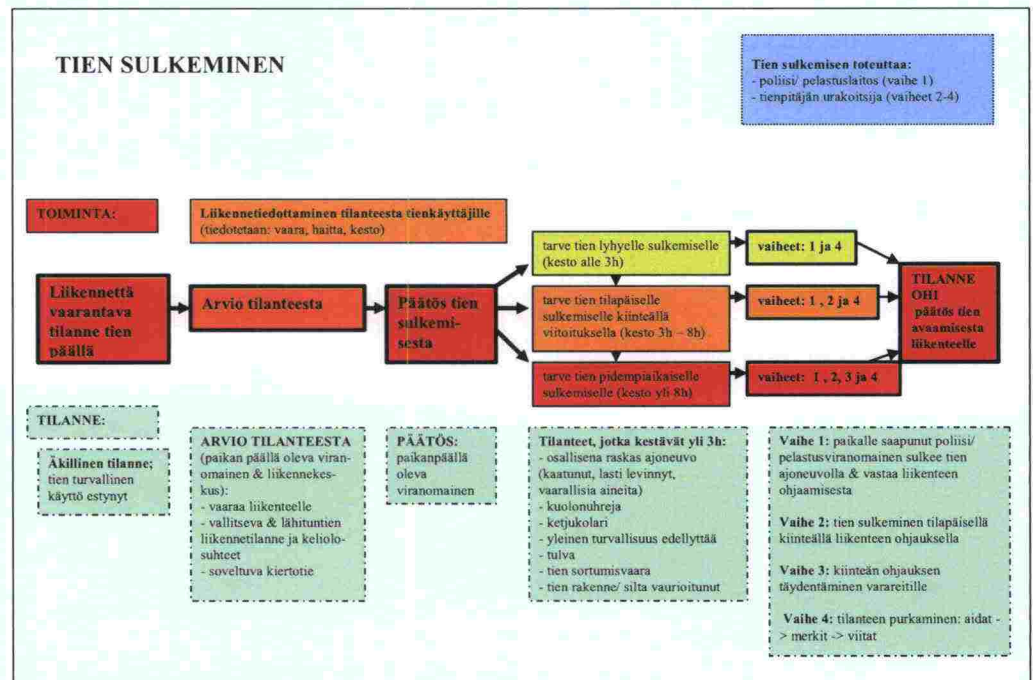 TIEN SULKEMINEN
Tien sulkemisen toteuttaa:
- poliisi/ pelastuslaitos (vaihe 1)
- tienpitäjän urakoitsija (vaiheet 2-4)
TOIMINTA:
Liikennetiedottaminen tilanteesta tienkäyttäjille
(tiedotetaan: vaara, haitta, kesto)
Liikennettä
vaarantava
tilanne tien
päällä
Arvio tilanteesta
Päätös tien
sulkemi-
sesta
tarve tien lyhyelle sulkemiselle
(kesto alle 3h)
vaiheet: 1 ja 4
tarve tien tilapäiselle
sulkemiselle kiinteällä
viitoituksella (kesto 3h – 8h)
vaiheet: 1 , 2 ja 4
tarve tien pidempiaikaiselle
sulkemiselle (kesto yli 8h)
vaiheet: 1 , 2, 3 ja 4
TILANNE
OHI
päätös tien
avaamisesta
liikenteelle
TILANNE:
Äkillinen tilanne;
tien turvallinen
käyttö estynyt
ARVIO TILANTEESTA
(paikan päällä oleva viran-
omainen & liikennekes-
kus):
- vaaraa liikenteelle
- vallitseva & lähituntien
liikennetilanne ja keliolo-
suhteet
- soveltuva kiertotie
PÄÄTÖS:
paikanpäällä
oleva
viranomainen
Tilanteet, jotka kestävät yli 3h:
- osallisena raskas ajoneuvo
(kaatunut, lasti levinnyt,
vaarallisia aineita)
- kuolonuhreja
- ketjukolari
- yleinen turvallisuus edellyttää
- tulva
- tien sortumisvaara
- tien rakenne/ silta vaurioitunut
Vaihe 1: paikalle saapunut poliisi/
pelastusviranomainen sulkee tien
ajoneuvolla & vastaa liikenteen
ohjaamisesta
Vaihe 2: tien sulkeminen tilapäisellä
kiinteällä liikenteen ohjauksella
Vaihe 3: kiinteän ohjauksen
täydentäminen varareitille
Vaihe 4: tilanteen purkaminen: aidat -
> merkit -> viitat